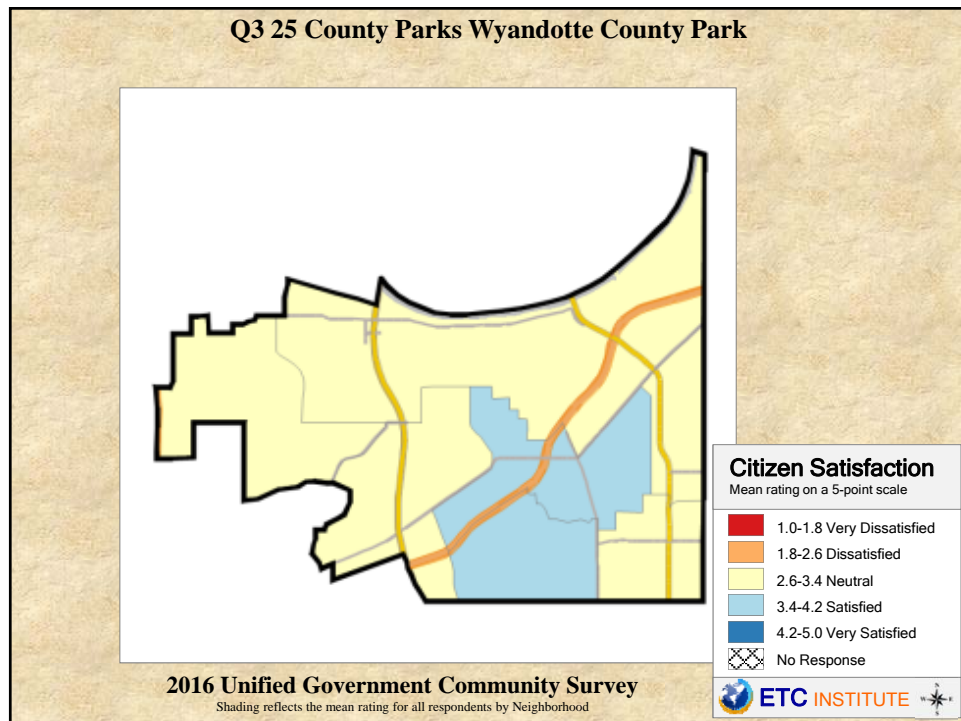 Q3 25 County Parks Wyandotte County Park
Citizen Satisfaction
Mean rating on a 5-point scale
1.0-1.8 Very Dissatisfied
1.8-2.6 Dissatisfied
2.6-3.4 Neutral
3.4-4.2 Satisfied
4.2-5.0 Very Satisfied
No Response
ETC INSTITUTE
2016 Unified Government Community Survey
Shading reflects the mean rating for all respondents by Neighborhood